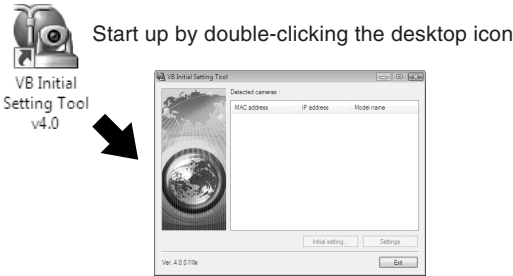 Start up by double-clicking the desktop icon
VB Initial
Setting Tool
v4.0
VB Initial Setting Tool
Detected cameras :
MAC address IP address Model name
Initial setting... Settings
Exit